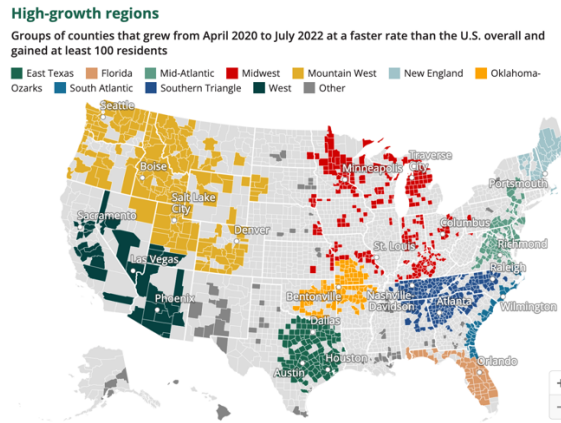 High-growth regions
Groups of counties that grew from April 2020 to July 2022 at a faster rate than the U.S. overall and
gained at least 100 residents
East Texas Florida Mid-Atlantic Midwest Mountain West New England Oklahoma-
Ozarks South Atlantic Southern Triangle West Other
Seattle
Traverse
City
Minneapolis
Boise
Portsmouth
Salt Lake
City
Sacramento
Columbus
Denver
St. Louis
Richmond
Las Vegas
Raleigh
Phoenix
Bentonville
Nashville-
Davidson
Atlanta
Wilmington
Dallas
Houston
Orlando
Austin
+
−